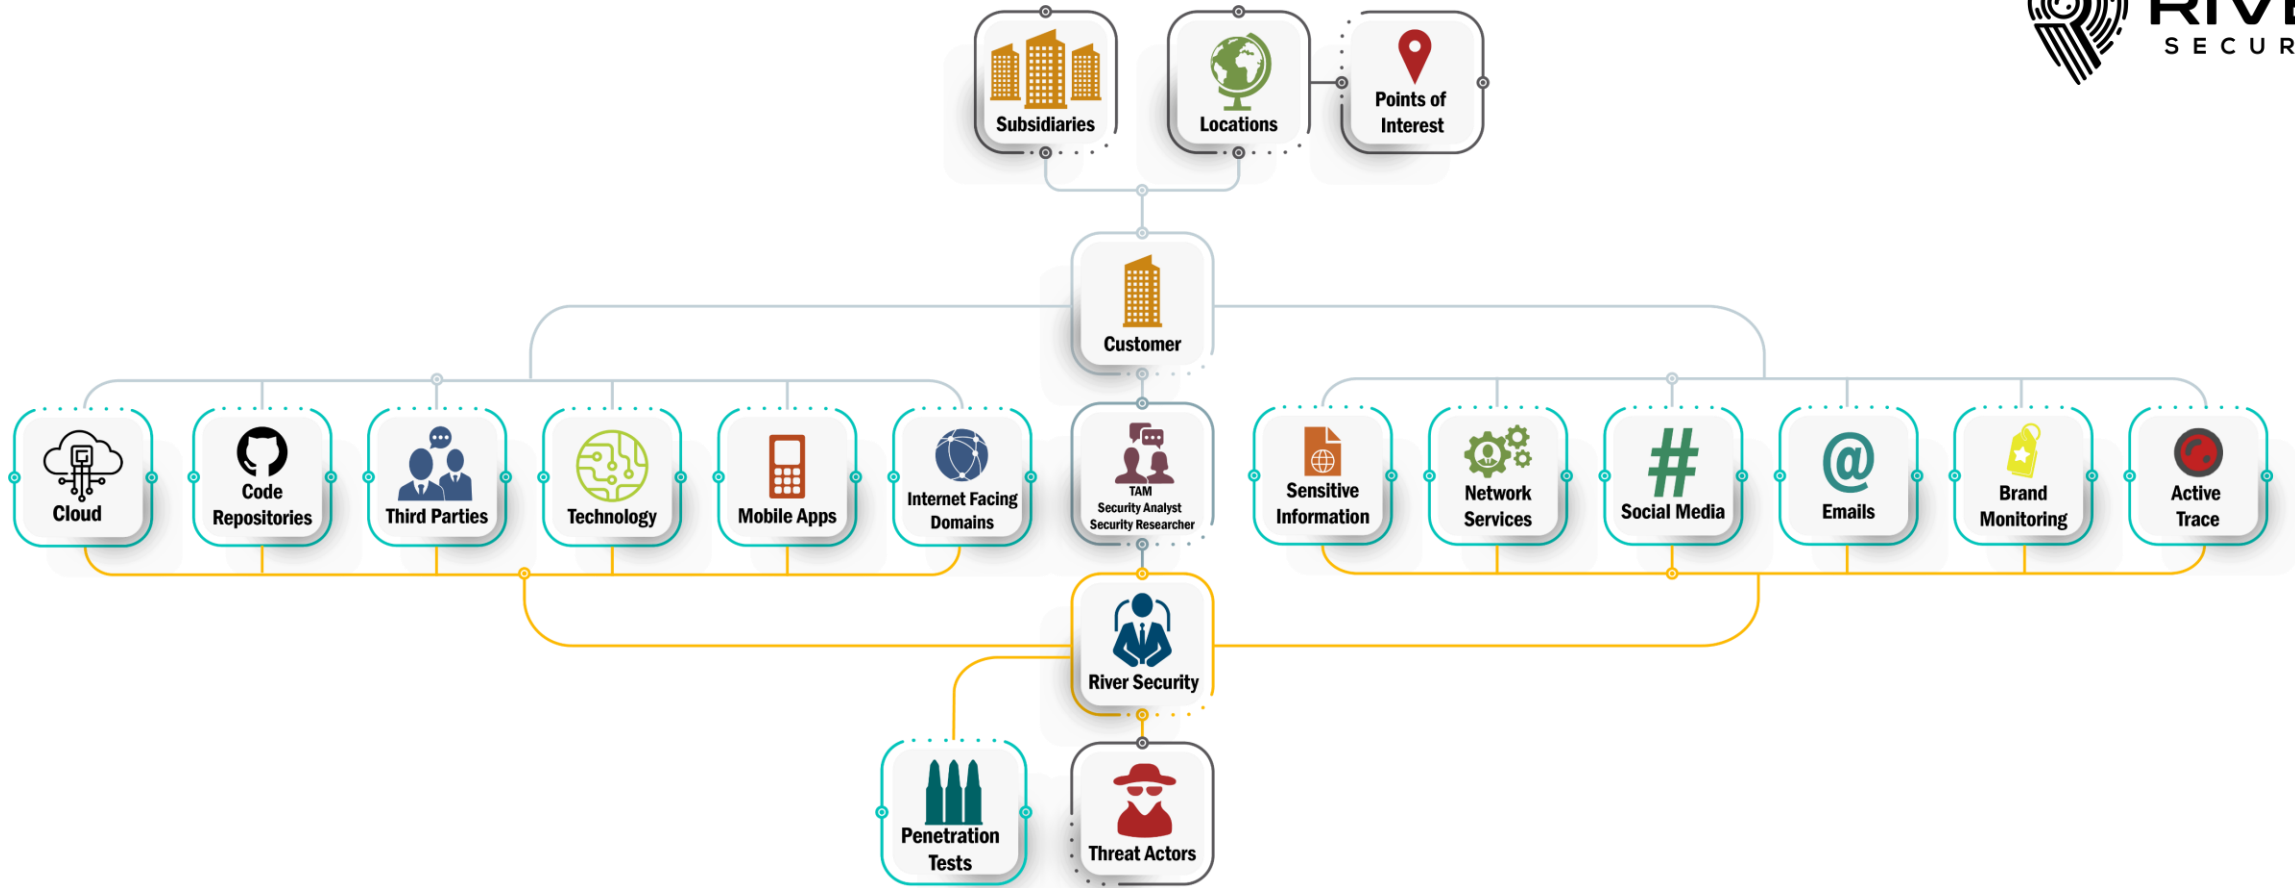 SECUR
Subsidiaries
Locations
Points of
Interest
Customer
Cloud
Code
Repositories
Third Parties
Technology
Mobile Apps
Internet Facing
Domains
TAM
Security Analyst
Security Researcher
Sensitive
Information
Network
Services
#
Social Media
@
Emails
Brand
Monitoring
Active
Trace
River Security
Penetration
Tests
Threat Actors